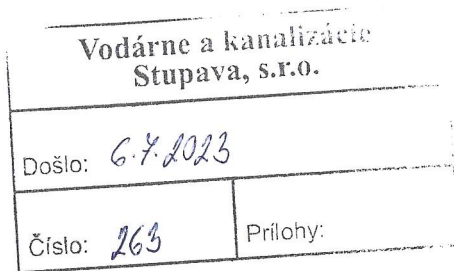 Vodárne a kanalizácie
Stupava, s.r.o.
Došlo: 6.7.2023
Číslo: 263 Prílohy: